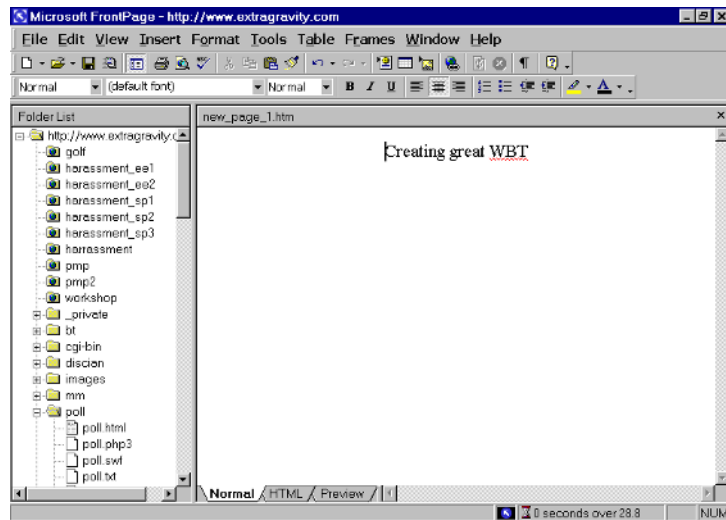 Microsoft FrontPage - http://www.extragravity.com
File Edit View Insert Format Tools Table Frames Window Help
Normal (default font) Normal B I U A
Folder List
new_page_1.htm
http://www.extragravity.c
golf
harassment_ee1
harassment_ee2
harassment_sp1
harassment_sp2
harassment_sp3
harrassment
pmp
pmp2
workshop
_private
bt
cgi-bin
discian
images
mm
poll
poll.html
poll.php3
poll.swf
poll.txt
Creating great WBT
Normal HTML Preview
0 seconds over 28.8 NUM